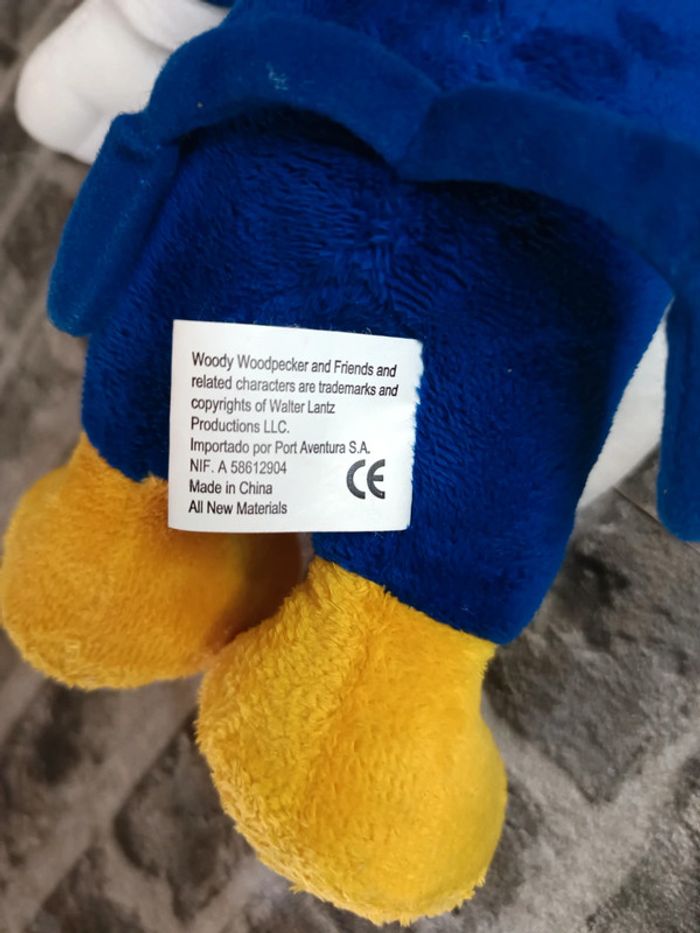 Woody Woodpecker and Friends and
related characters are trademarks and
copyrights of Walter Lantz
Productions LLC.
Importado por Port Aventura S.A.
NIF. A 58612904
Made in China
All New Materials
CE